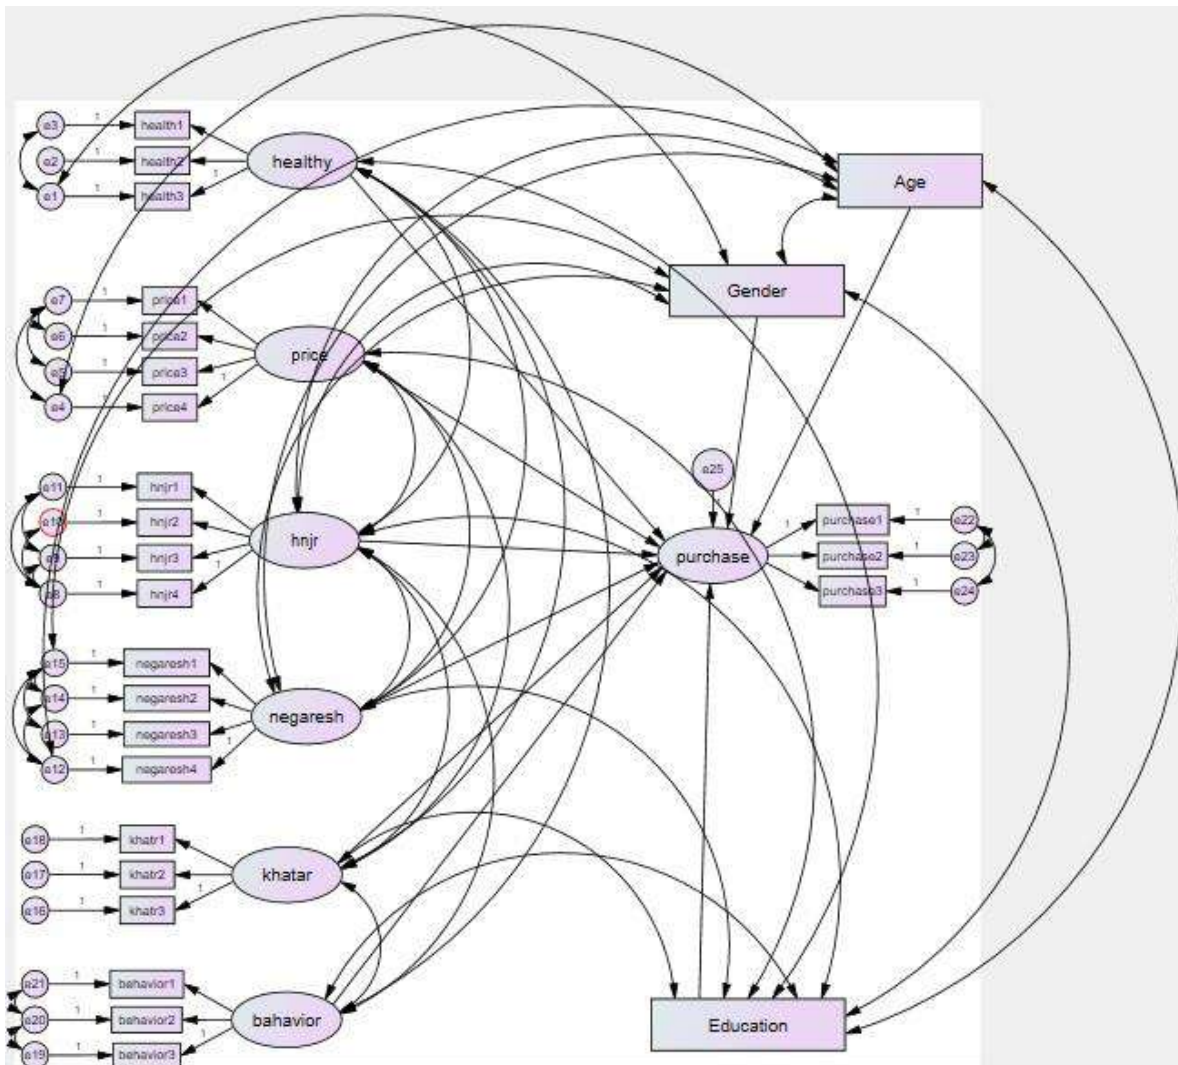 e3 1 health1
e2 1 health2
e1 1 health3
1
healthy
Age
Gender
e7 1 price1
e6 1 price2
e5 1 price3
e4 1 price4
1
price
e11 1 hnjr1
e10 hnjr2
e9 1 hnjr3
e8 1 hnjr4
1
hnjr
e25
1
purchase
1
purchase1 1 e22
purchase2 1 e23
purchase3 1 e24
e15 1 negaresh1
e14 1 negaresh2
e13 1 negaresh3
e12 1 negaresh4
1
negaresh
e18 1 khatr1
e17 1 khatr2
e16 1 khatr3
1
khatar
e21 1 behavior1
e20 1 behavior2
e19 1 behavior3
1
bahavior
Education